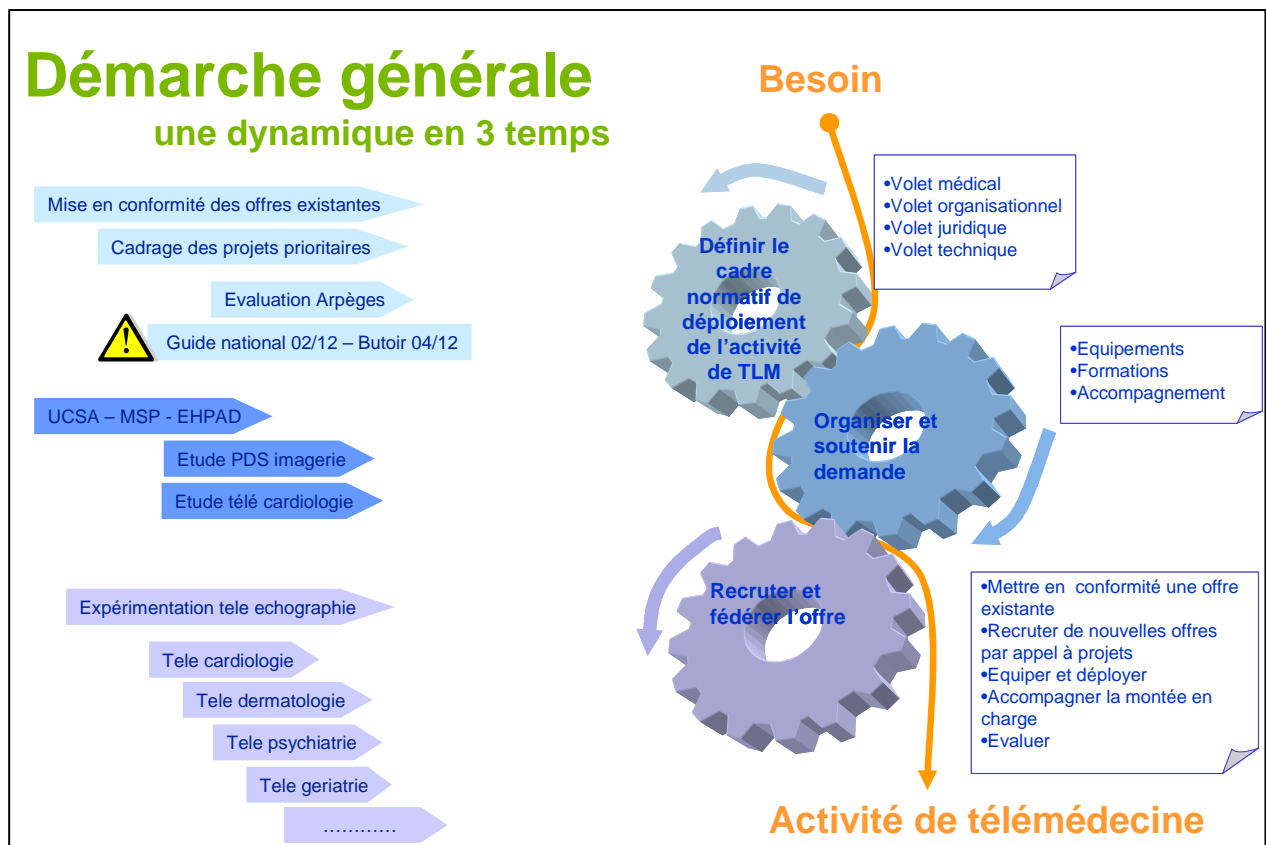 Démarche générale
une dynamique en 3 temps
Mise en conformité des offres existantes
Cadrage des projets prioritaires
Evaluation Arpèges
!
Guide national 02/12 – Butoir 04/12
UCSA – MSP - EHPAD
Etude PDS imagerie
Etude télé cardiologie
Expérimentation tele echographie
Tele cardiologie
Tele dermatologie
Tele psychiatrie
Tele geriatrie
…………
Besoin
•Volet médical
•Volet organisationnel
•Volet juridique
•Volet technique
Définir le
cadre
normatif de
déploiement
de l’activité
de TLM
•Equipements
•Formations
•Accompagnement
Organiser et
soutenir la
demande
Recruter et
fédérer l’offre
•Mettre en conformité une offre
existante
•Recruter de nouvelles offres
par appel à projets
•Equiper et déployer
•Accompagner la montée en
charge
•Evaluer
Activité de télémédecine